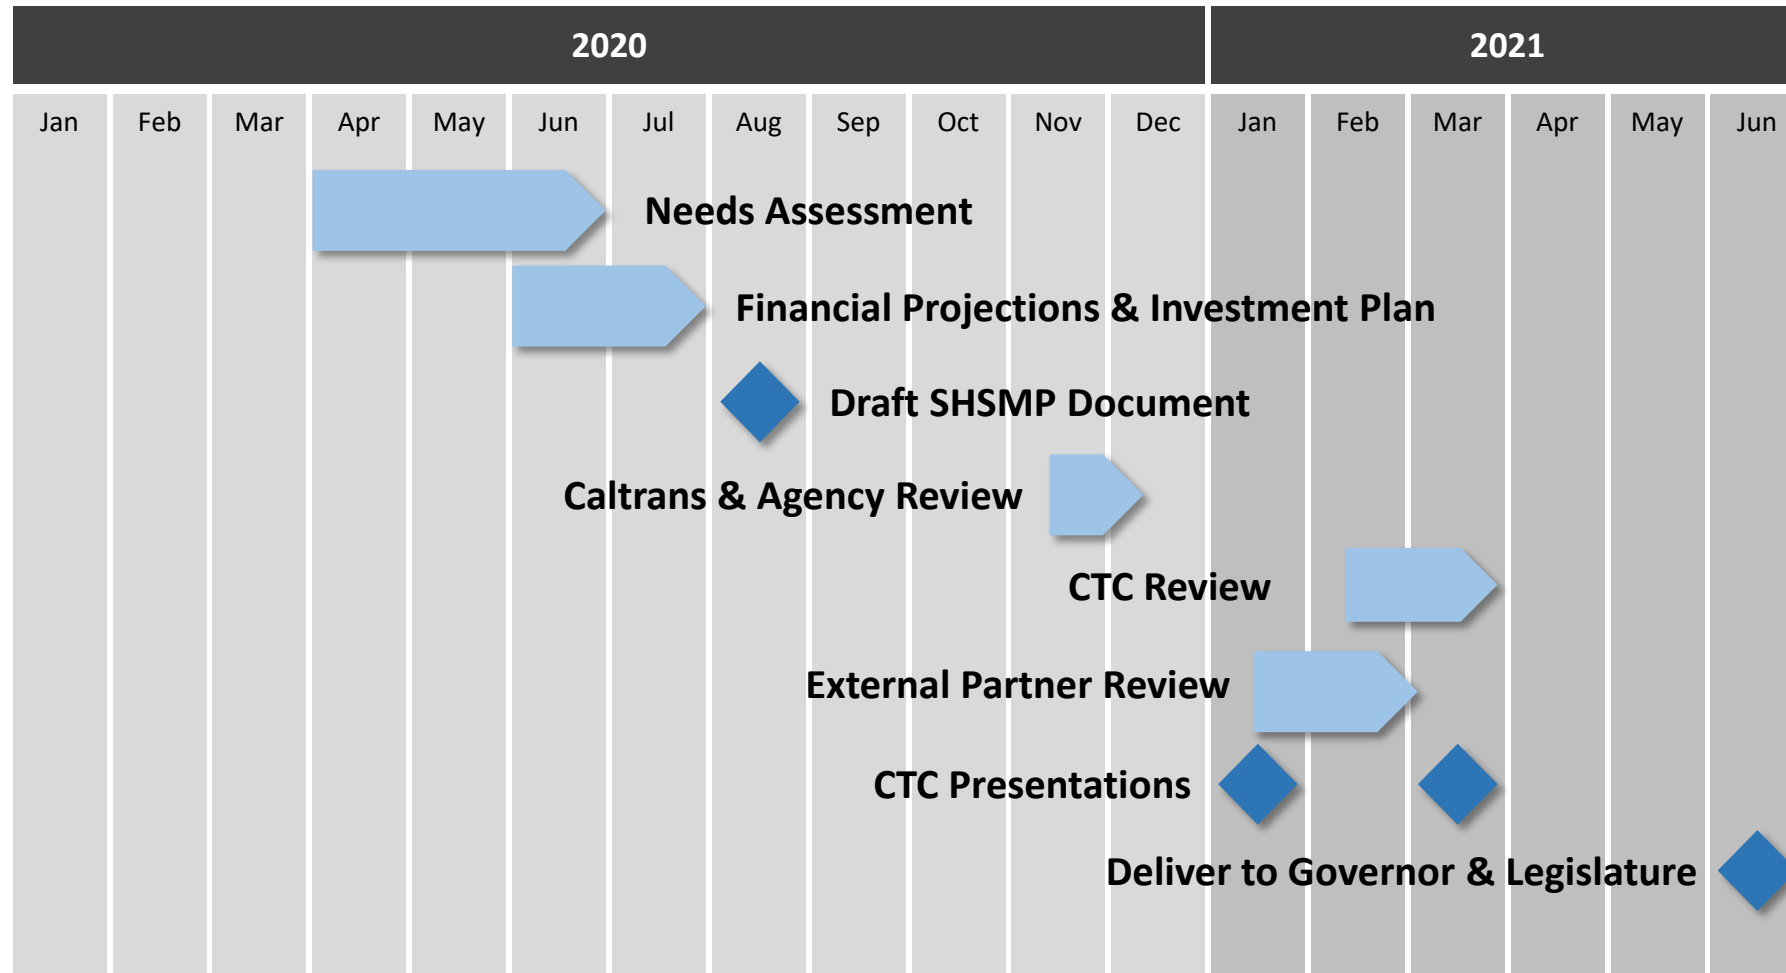 2020 2021
Jan Feb Mar Apr May Jun Jul Aug Sep Oct Nov Dec Jan Feb Mar Apr May Jun
Needs Assessment
Financial Projections & Investment Plan
Draft SHSMP Document
Caltrans & Agency Review
CTC Review
External Partner Review
CTC Presentations
Deliver to Governor & Legislature